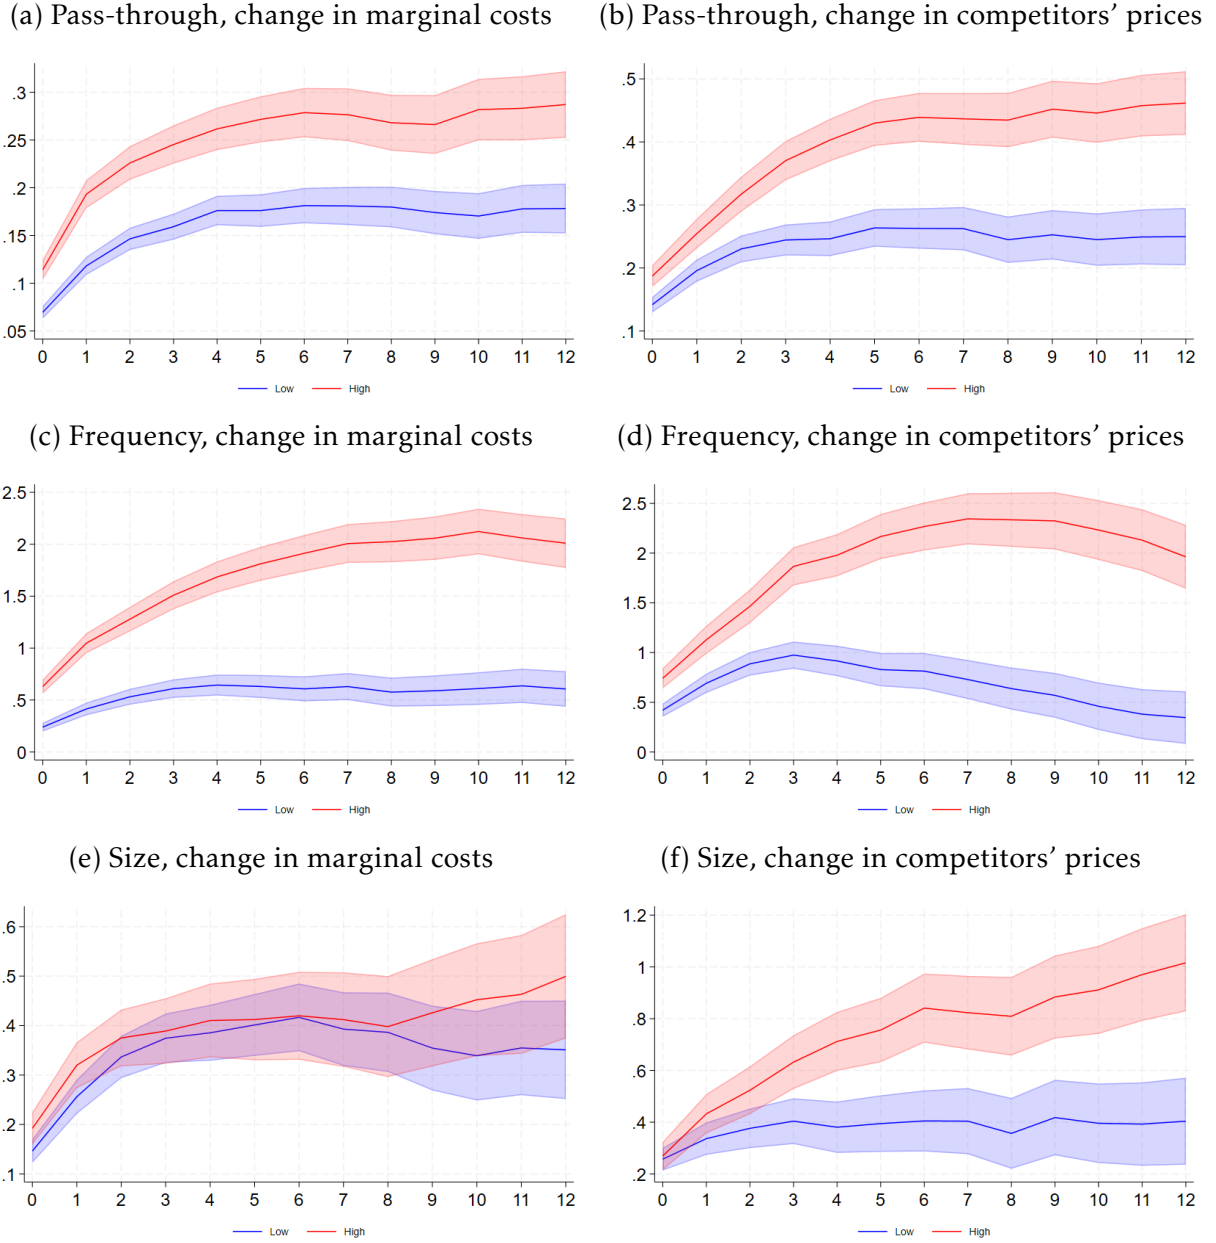 (a) Pass-through, change in marginal costs
.3
.25
.2
.15
.1
.05
0 1 2 3 4 5 6 7 8 9 10 11 12
Low High
(b) Pass-through, change in competitors’ prices
.5
.4
.3
.2
.1
0 1 2 3 4 5 6 7 8 9 10 11 12
Low High
(c) Frequency, change in marginal costs
2.5
2
1.5
1
.5
0
0 1 2 3 4 5 6 7 8 9 10 11 12
Low High
(d) Frequency, change in competitors’ prices
2.5
2
1.5
1
.5
0
0 1 2 3 4 5 6 7 8 9 10 11 12
Low High
(e) Size, change in marginal costs
.6
.5
.4
.3
.2
.1
0 1 2 3 4 5 6 7 8 9 10 11 12
Low High
(f) Size, change in competitors’ prices
1.2
1
.8
.6
.4
.2
0 1 2 3 4 5 6 7 8 9 10 11 12
Low High